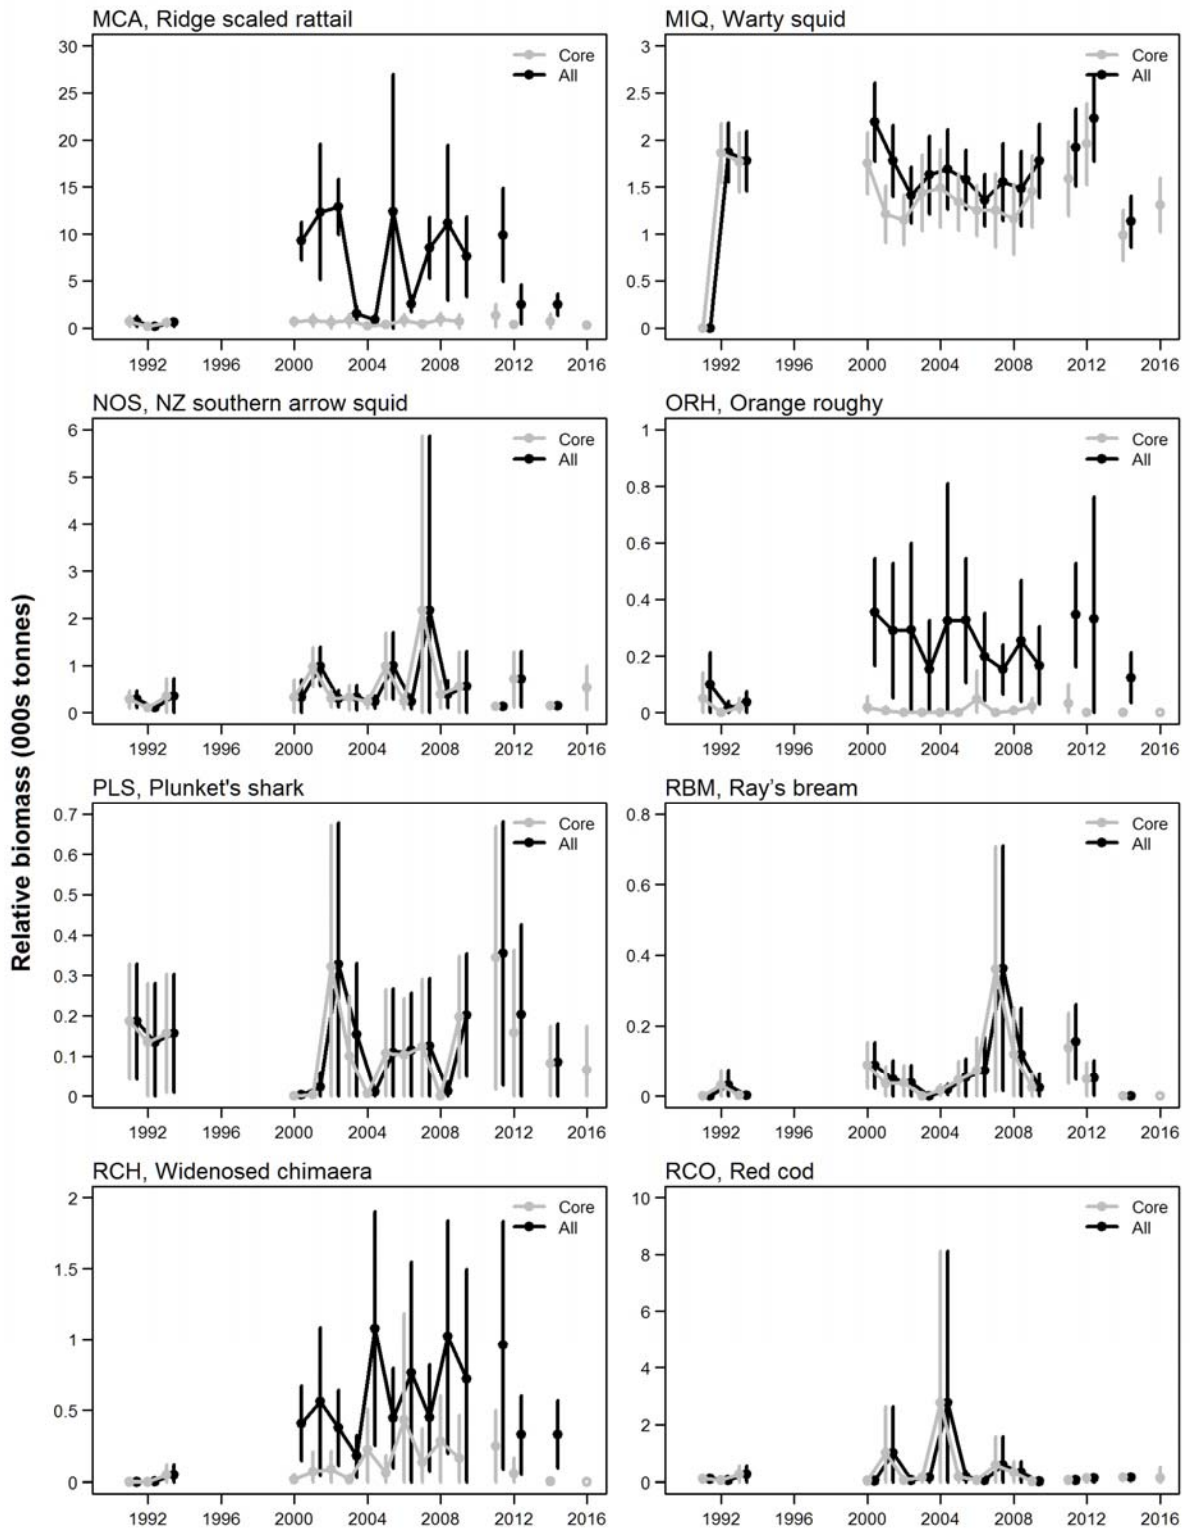 MCA, Ridge scaled rattail
30
25
20
15
10
5
0
Core
All
1992 1996 2000 2004 2008 2012 2016
MIQ, Warty squid
3
2.5
2
1.5
1
0.5
0
Core
All
1992 1996 2000 2004 2008 2012 2016
NOS, NZ southern arrow squid
6
5
4
3
2
1
0
Core
All
1992 1996 2000 2004 2008 2012 2016
ORH, Orange roughy
1
0.8
0.6
0.4
0.2
0
Core
All
1992 1996 2000 2004 2008 2012 2016
Relative biomass (000s tonnes)
PLS, Plunket's shark
0.7
0.6
0.5
0.4
0.3
0.2
0.1
0
Core
All
1992 1996 2000 2004 2008 2012 2016
RBM, Ray’s bream
0.8
0.6
0.4
0.2
0
Core
All
1992 1996 2000 2004 2008 2012 2016
RCH, Widenosed chimaera
2
1.5
1
0.5
0
Core
All
1992 1996 2000 2004 2008 2012 2016
RCO, Red cod
10
8
6
4
2
0
Core
All
1992 1996 2000 2004 2008 2012 2016